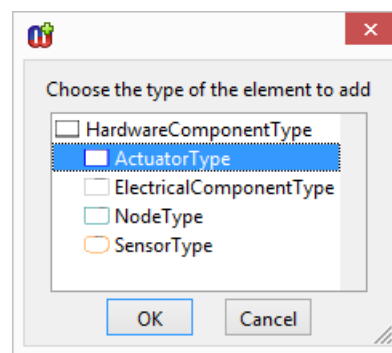 Choose the type of the element to add
HardwareComponentType
ActuatorType
ElectricalComponentType
NodeType
SensorType
OK
Cancel